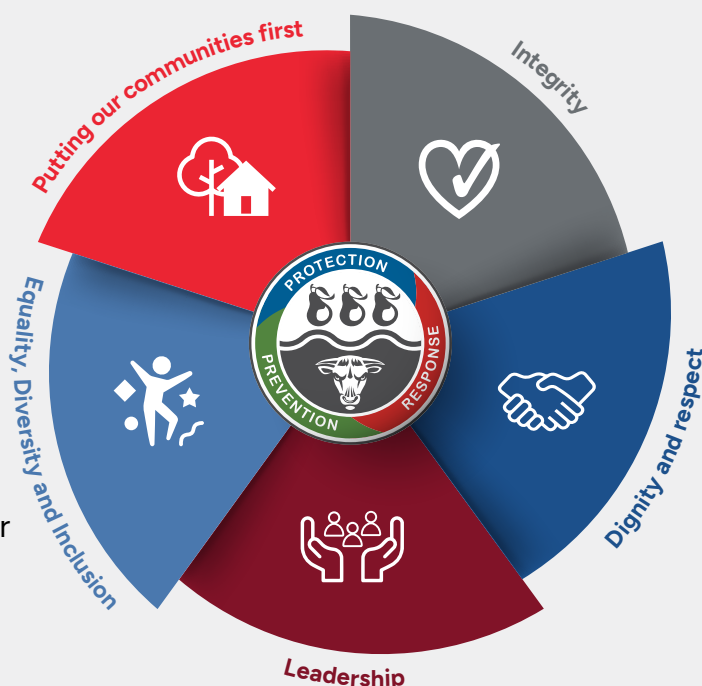 Putting our communities first
Integrity
Dignity and respect
Leadership
Equality, Diversity and Inclusion
PROTECTION
RESPONSE
PREVENTION
r